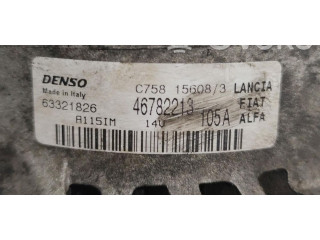 DENSO C758 15608/3 LANCIA
Made in Italy 46782213 FIAT
63321826 105A ALFA
A115IM 14V